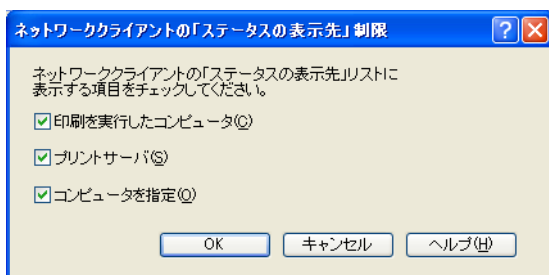 ネットワーククライアントの「ステータスの表示先」制限
ネットワーククライアントの「ステータスの表示先」リストに
表示する項目をチェックしてください。
印刷を実行したコンピュータ(C)
プリントサーバ(S)
コンピュータを指定(O)
OK キャンセル ヘルプ(H)